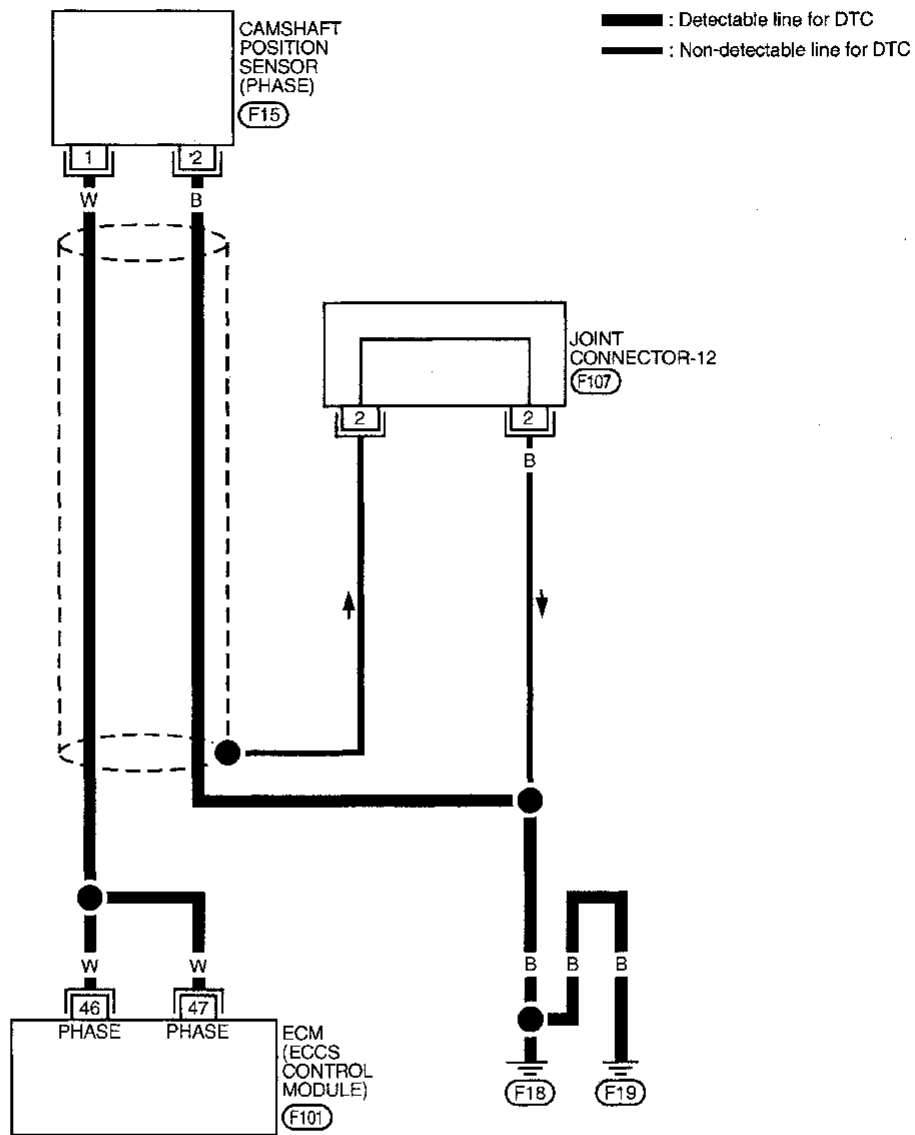 CAMSHAFT
POSITION
SENSOR
(PHASE)
F15
: Detectable line for DTC
: Non-detectable line for DTC
1
2
W
B
JOINT
CONNECTOR-12
F107
2
2
B
W
W
B
B
B
46
47
PHASE
PHASE
ECM
(ECCS
CONTROL
MODULE)
F101
F18
F19